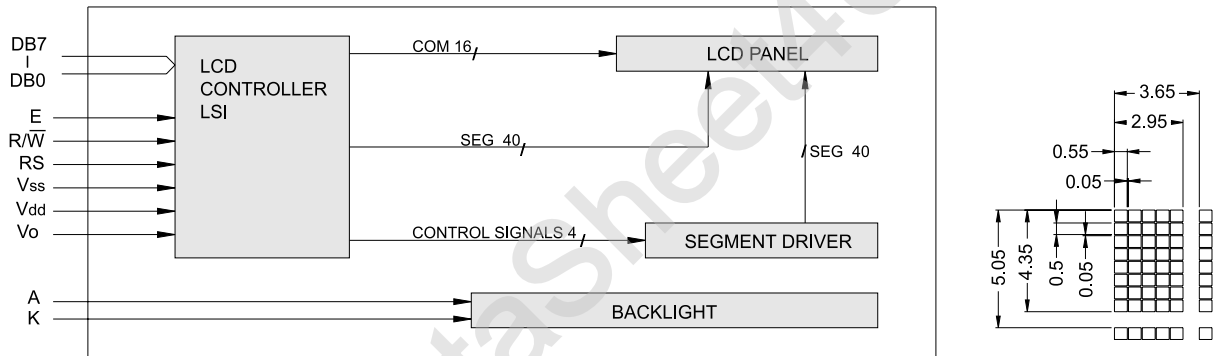 DB7
DB0
E
R/W̅
RS
Vss
Vdd
Vo
A
K
LCD
CONTROLLER
LSI
COM 16
SEG 40
CONTROL SIGNALS 4
LCD PANEL
SEG 40
SEGMENT DRIVER
BACKLIGHT
3.65
2.95
0.55
0.05
5.05
4.35
0.5
0.05
taSheet4